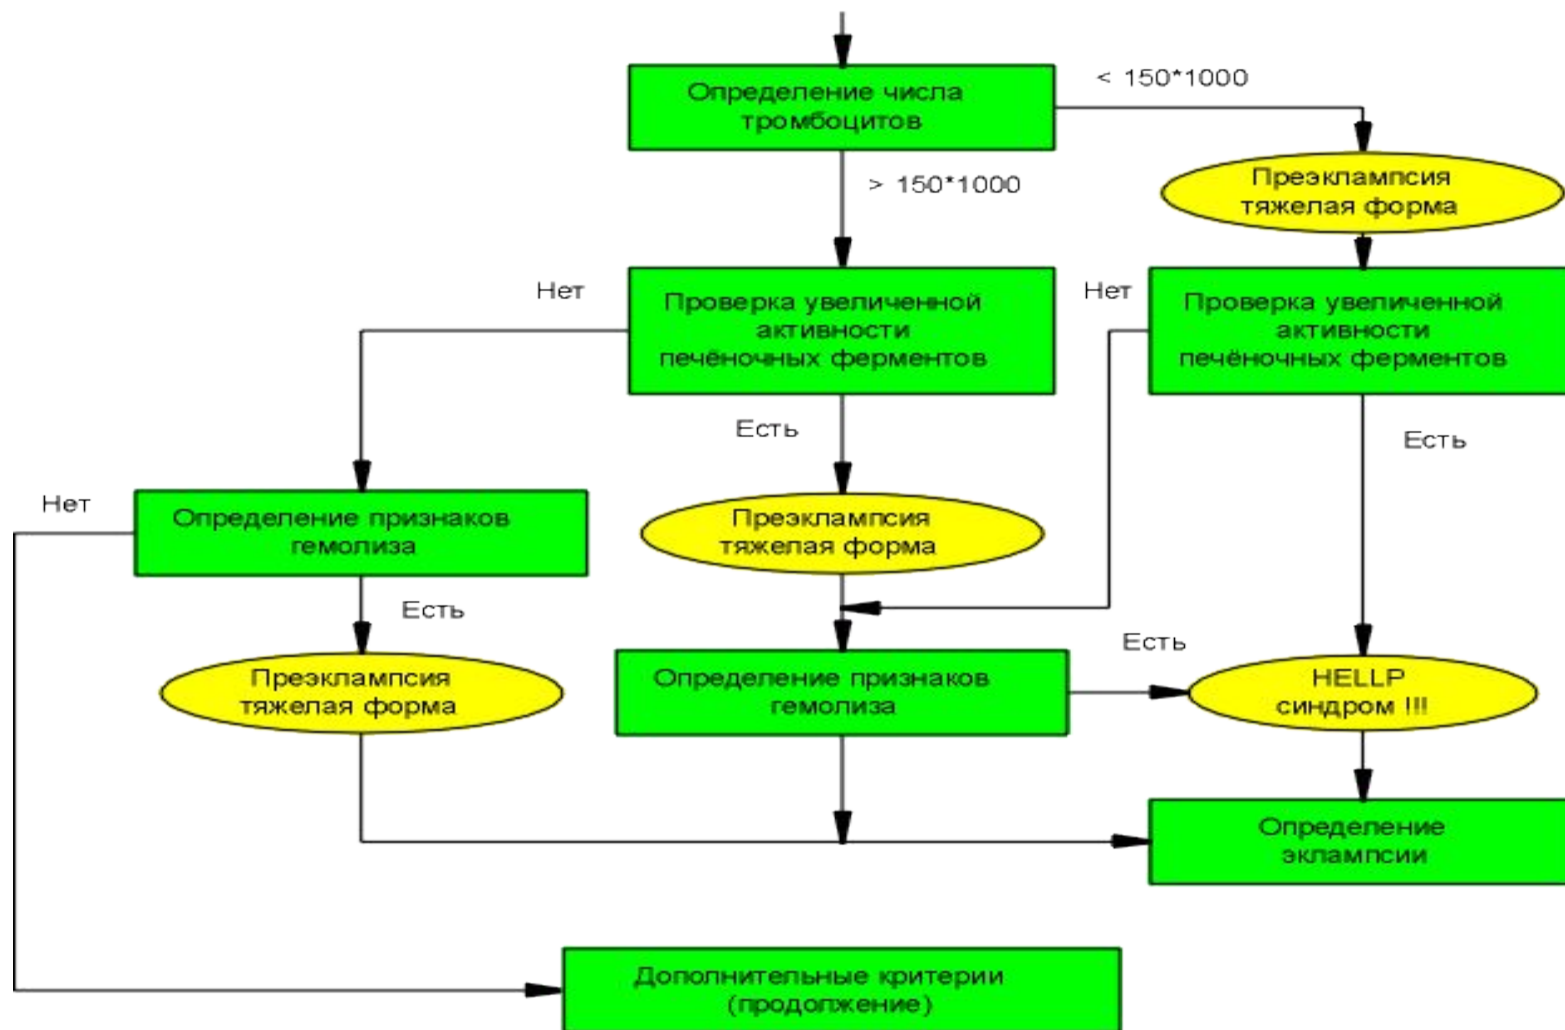 Определение числа
тромбоцитов
< 150*1000
> 150*1000
Преэклампсия
тяжелая форма
Нет
Проверка увеличенной
активности
печёночных ферментов
Нет
Проверка увеличенной
активности
печёночных ферментов
Есть
Есть
Нет
Определение признаков
гемолиза
Преэклампсия
тяжелая форма
Есть
Преэклампсия
тяжелая форма
Определение признаков
гемолиза
Есть
HELLP
синдром !!!
Определение
эклампсии
Дополнительные критерии
(продолжение)